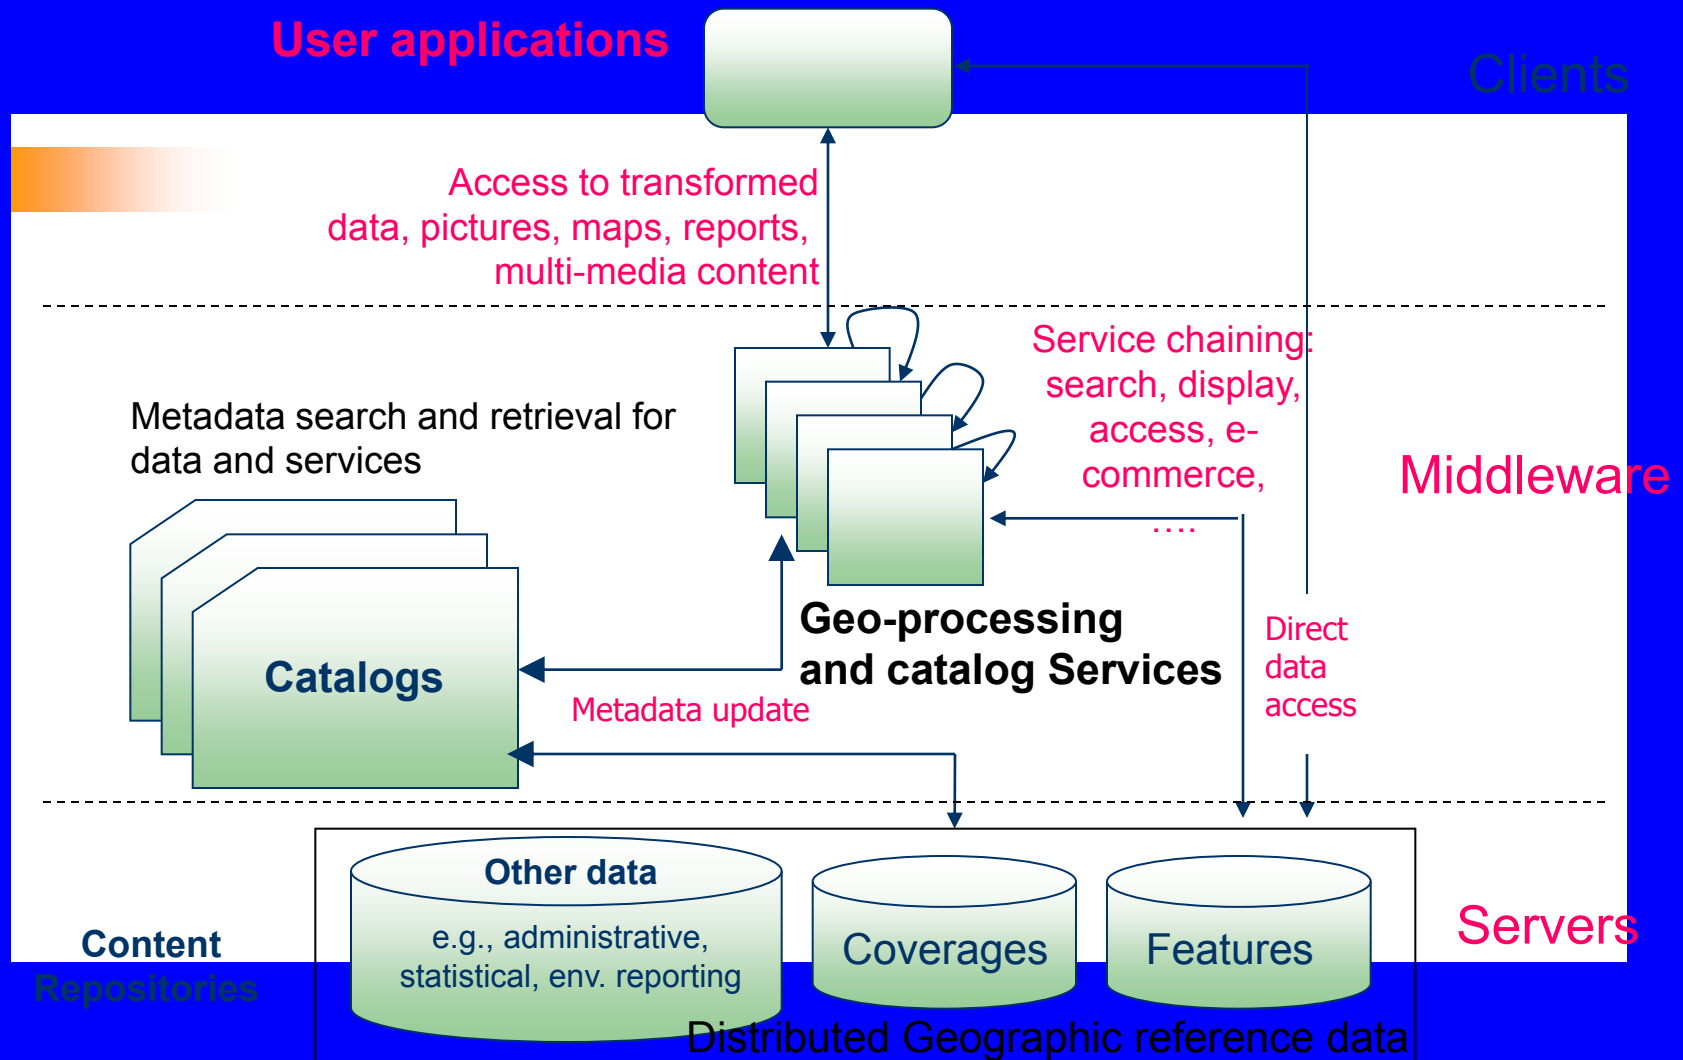 User applications
Clients
Access to transformed
data, pictures, maps, reports,
multi-media content
Service chaining:
search, display,
access, e-
commerce,
....
Metadata search and retrieval for
data and services
Middleware
Catalogs
Geo-processing
and catalog Services
Direct
data
access
Metadata update
Other data
e.g., administrative,
statistical, env. reporting
Coverages
Features
Servers
Content
Repositories
Distributed Geographic reference data